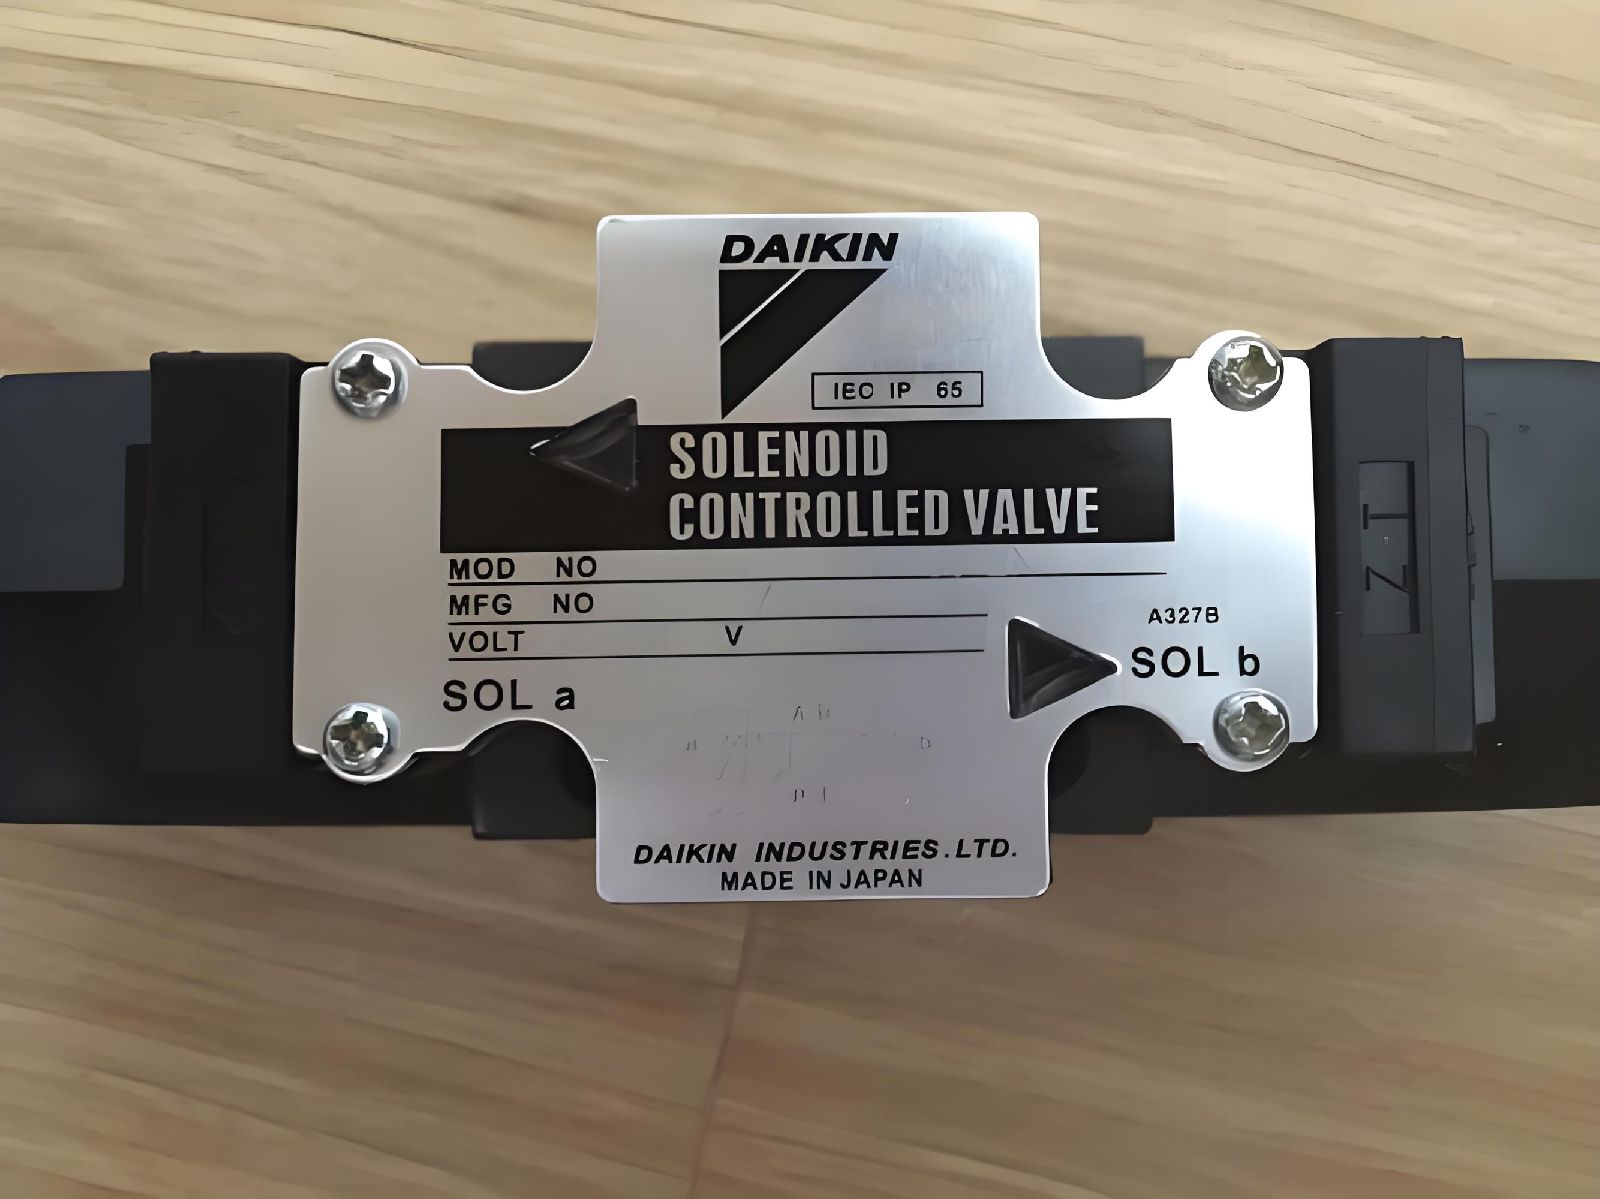 DAIKIN
IEC IP 65
SOLENOID
CONTROLLED VALVE
MOD NO
MFG NO
VOLT V
A327B
SOL a
SOL b
DAIKIN INDUSTRIES.LTD.
MADE IN JAPAN